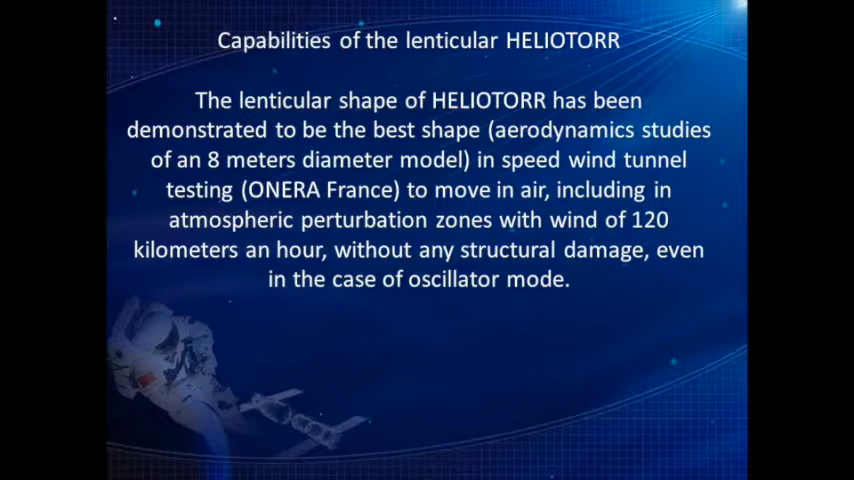 Capabilities of the lenticular HELIOTORR
The lenticular shape of HELIOTORR has been
demonstrated to be the best shape (aerodynamics studies
of an 8 meters diameter model) in speed wind tunnel
testing (ONERA France) to move in air, including in
atmospheric perturbation zones with wind of 120
kilometers an hour, without any structural damage, even
in the case of oscillator mode.